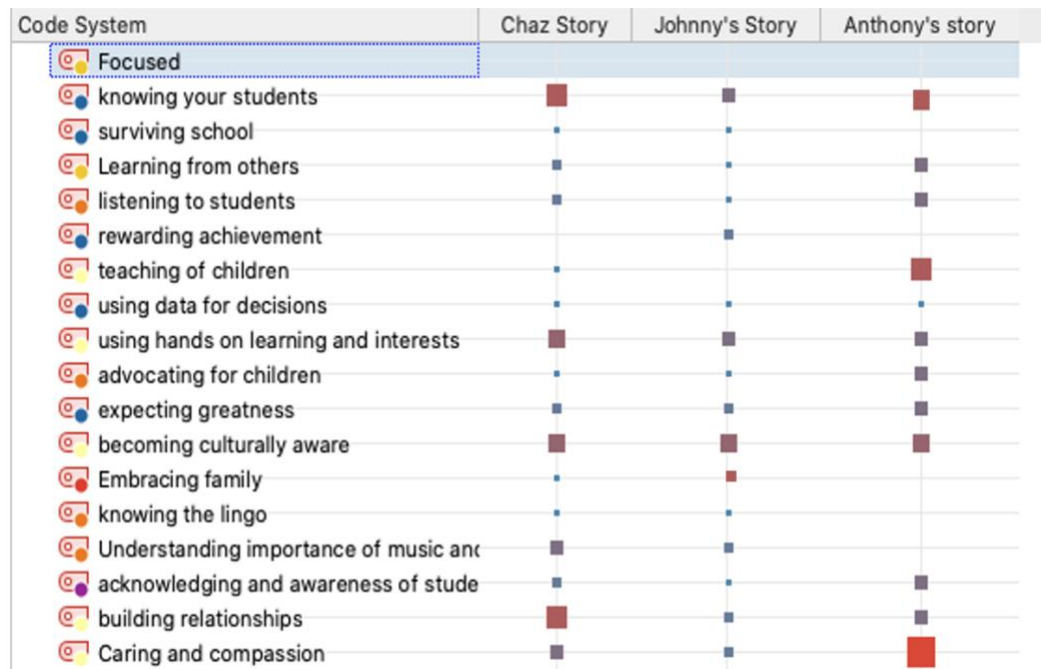 Code System Chaz Story Johnny's Story Anthony's story
Focused
knowing your students
surviving school
Learning from others
listening to students
rewarding achievement
teaching of children
using data for decisions
using hands on learning and interests
advocating for children
expecting greatness
becoming culturally aware
Embracing family
knowing the lingo
Understanding importance of music and
acknowledging and awareness of stude
building relationships
Caring and compassion